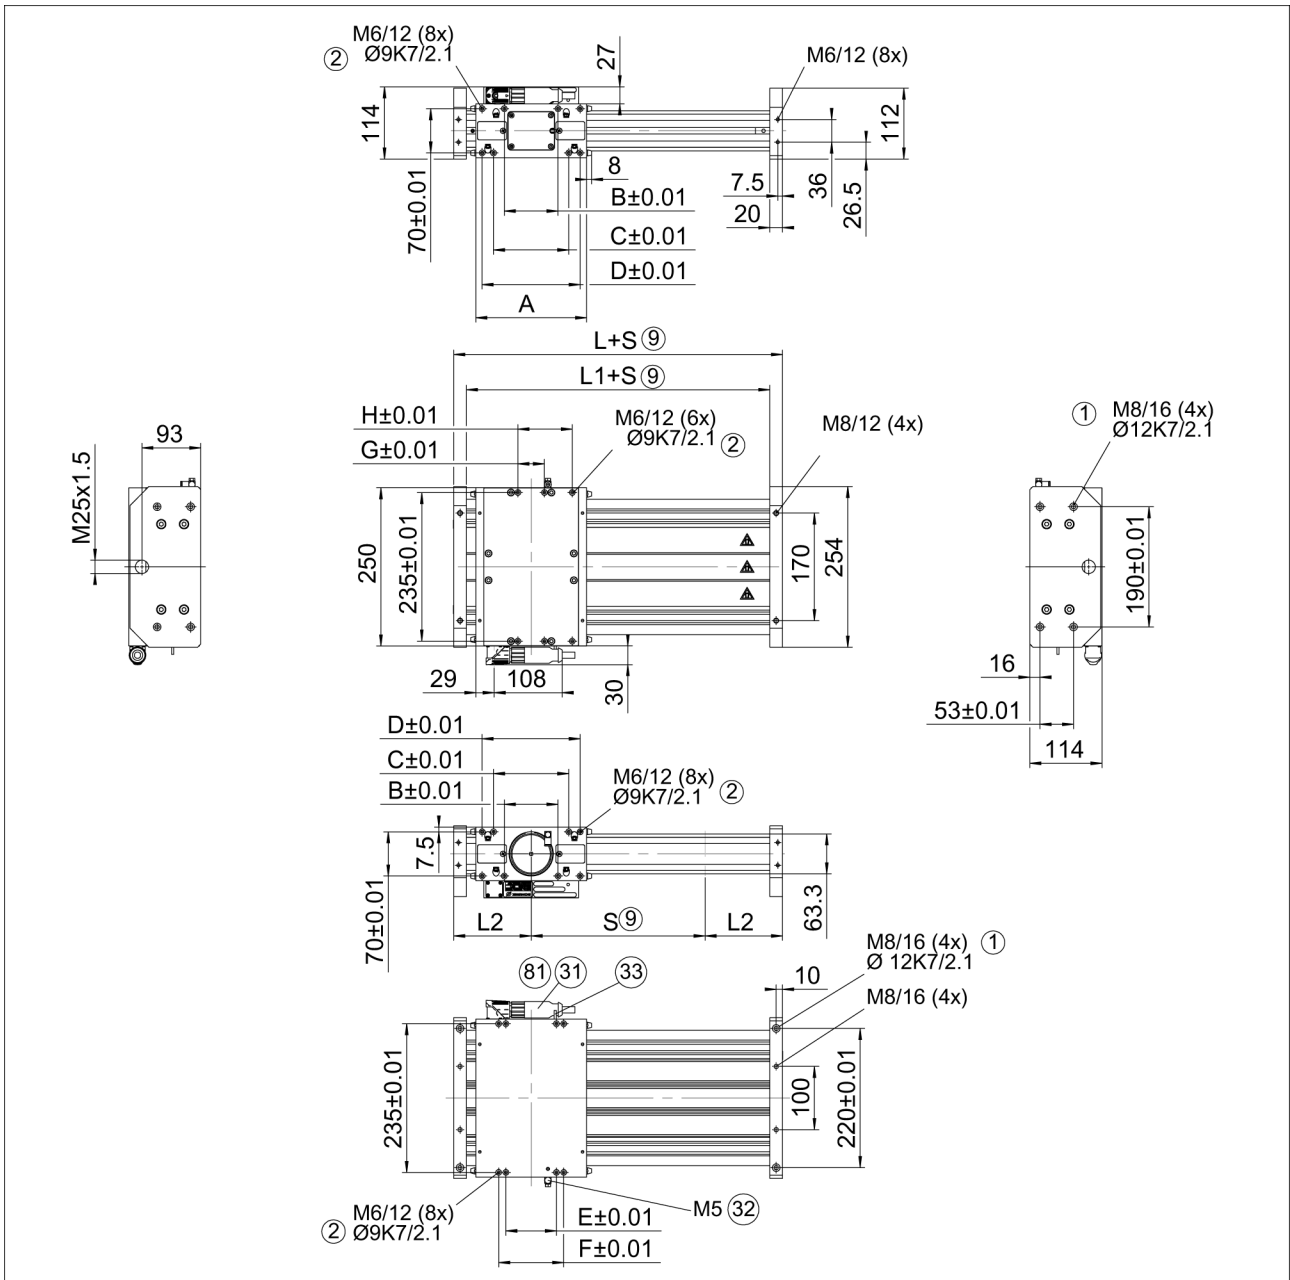 M6/12 (8x)
② Ø9K7/2.1
27
M6/12 (8x)
114
112
70±0.01
8
7.5
36
26.5
B±0.01
20
C±0.01
D±0.01
A
L+S ⑨
L1+S ⑨
H±0.01
M6/12 (6x)
Ø9K7/2.1 ②
M8/12 (4x)
G±0.01
93
M25x1.5
① M8/16 (4x)
Ø12K7/2.1
250
235±0.01
170
254
190±0.01
29
108
30
16
53±0.01
114
D±0.01
C±0.01
B±0.01
M6/12 (8x)
Ø9K7/2.1 ②
7.5
70±0.01
63.3
L2
S ⑨
L2
M8/16 (4x) ①
Ø 12K7/2.1
81 31 33
10
M8/16 (4x)
235±0.01
100
220±0.01
M5 32
M6/12 (8x)
② Ø9K7/2.1
E±0.01
F±0.01